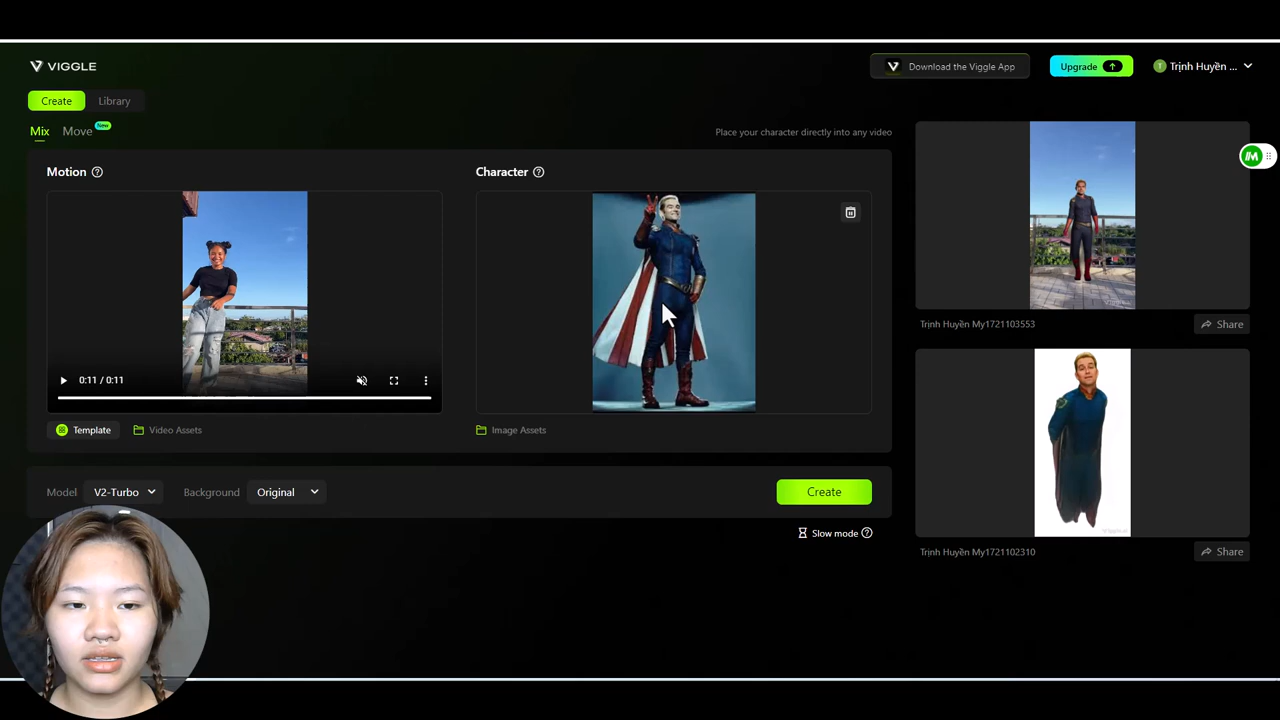 VIGGLE
Download the Viggle App
Upgrade
T Trịnh Huyền ...
Create
Library
Mix
Move
New
Place your character directly into any video
Motion
Character
0:11 / 0:11
Template
Video Assets
Image Assets
Trịnh Huyền My1721103553
Share
Model
V2-Turbo
Background
Original
Create
Slow mode
Trịnh Huyền My1721102310
Share